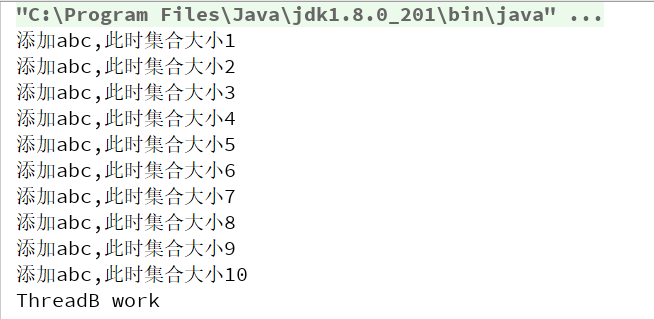 "C:\Program Files\Java\jdk1.8.0_201\bin\java" ...
添加abc,此时集合大小1
添加abc,此时集合大小2
添加abc,此时集合大小3
添加abc,此时集合大小4
添加abc,此时集合大小5
添加abc,此时集合大小6
添加abc,此时集合大小7
添加abc,此时集合大小8
添加abc,此时集合大小9
添加abc,此时集合大小10
ThreadB work